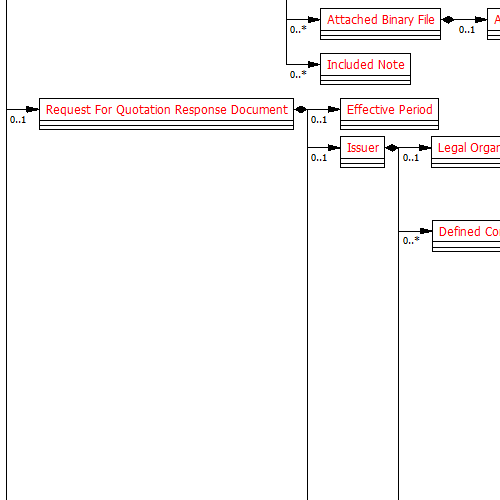 Attached Binary File
0..*
0..1
A
Included Note
0..*
Request For Quotation Response Document
Effective Period
0..1
0..1
Issuer
Legal Organ
0..1
0..1
Defined Co
0..*